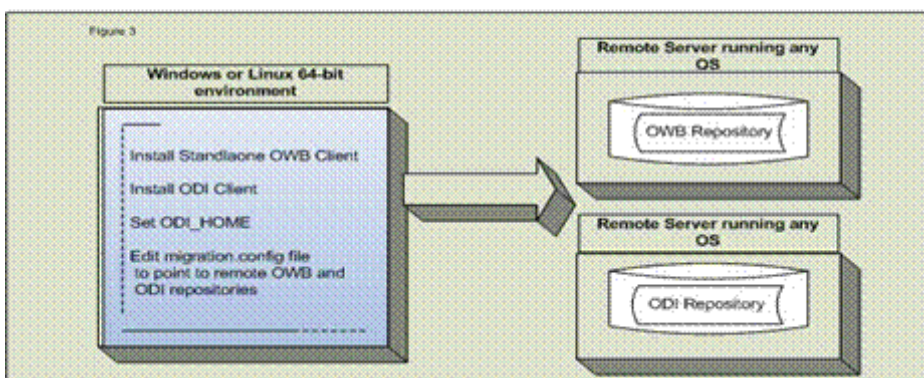 Figure 3
Windows or Linux 64-bit
environment
Install Standlaone OWB Client
Install ODI Client
Set ODI_HOME
Edit migration.config file
to point to remote OWB and
ODI repositories
Remote Server running any
OS
OWB Repository
Remote Server running any
OS
ODI Repository